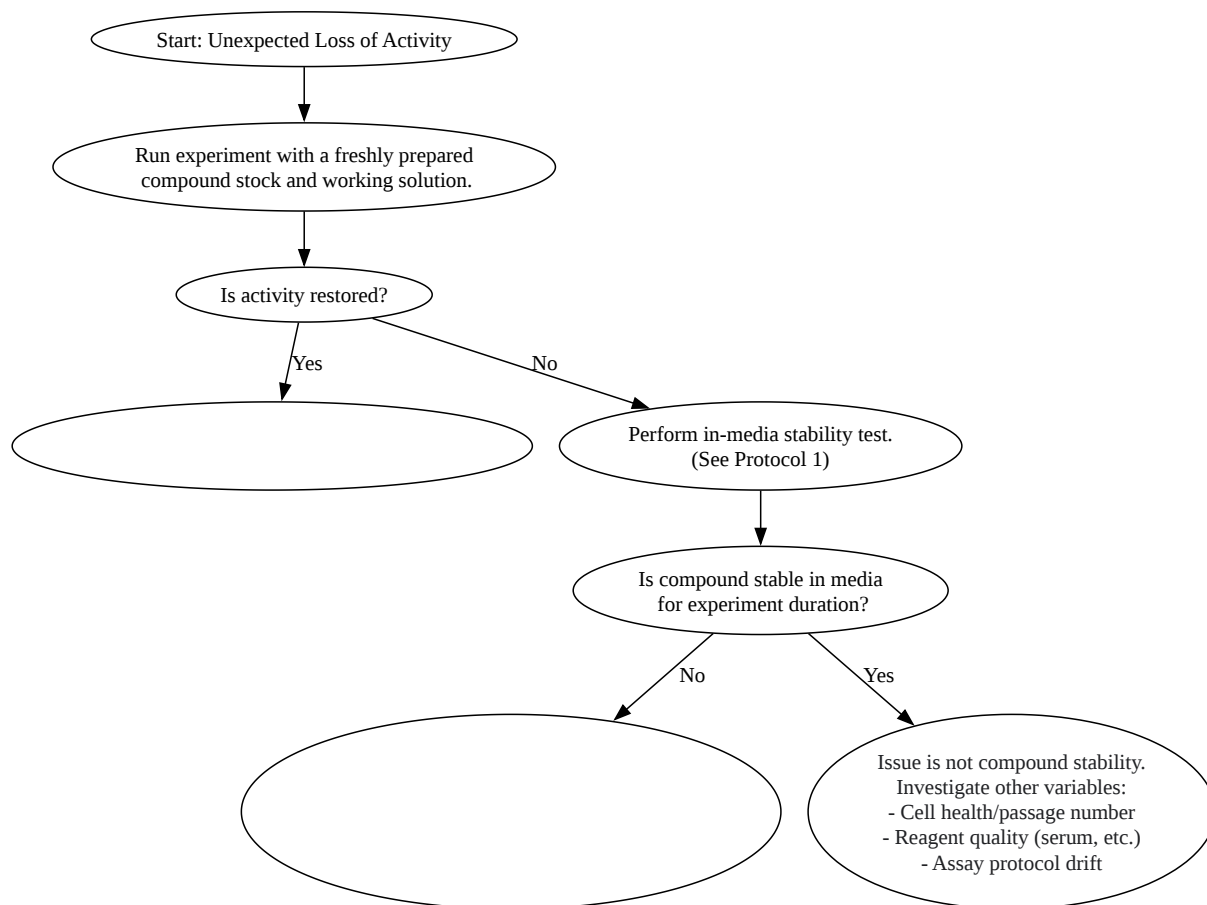 Start: Unexpected Loss of Activity
Run experiment with a freshly prepared
compound stock and working solution.
Is activity restored?
Yes
No
Perform in-media stability test.
(See Protocol 1)
Is compound stable in media
for experiment duration?
No
Yes
Issue is not compound stability.
Investigate other variables:
- Cell health/passage number
- Reagent quality (serum, etc.)
- Assay protocol drift